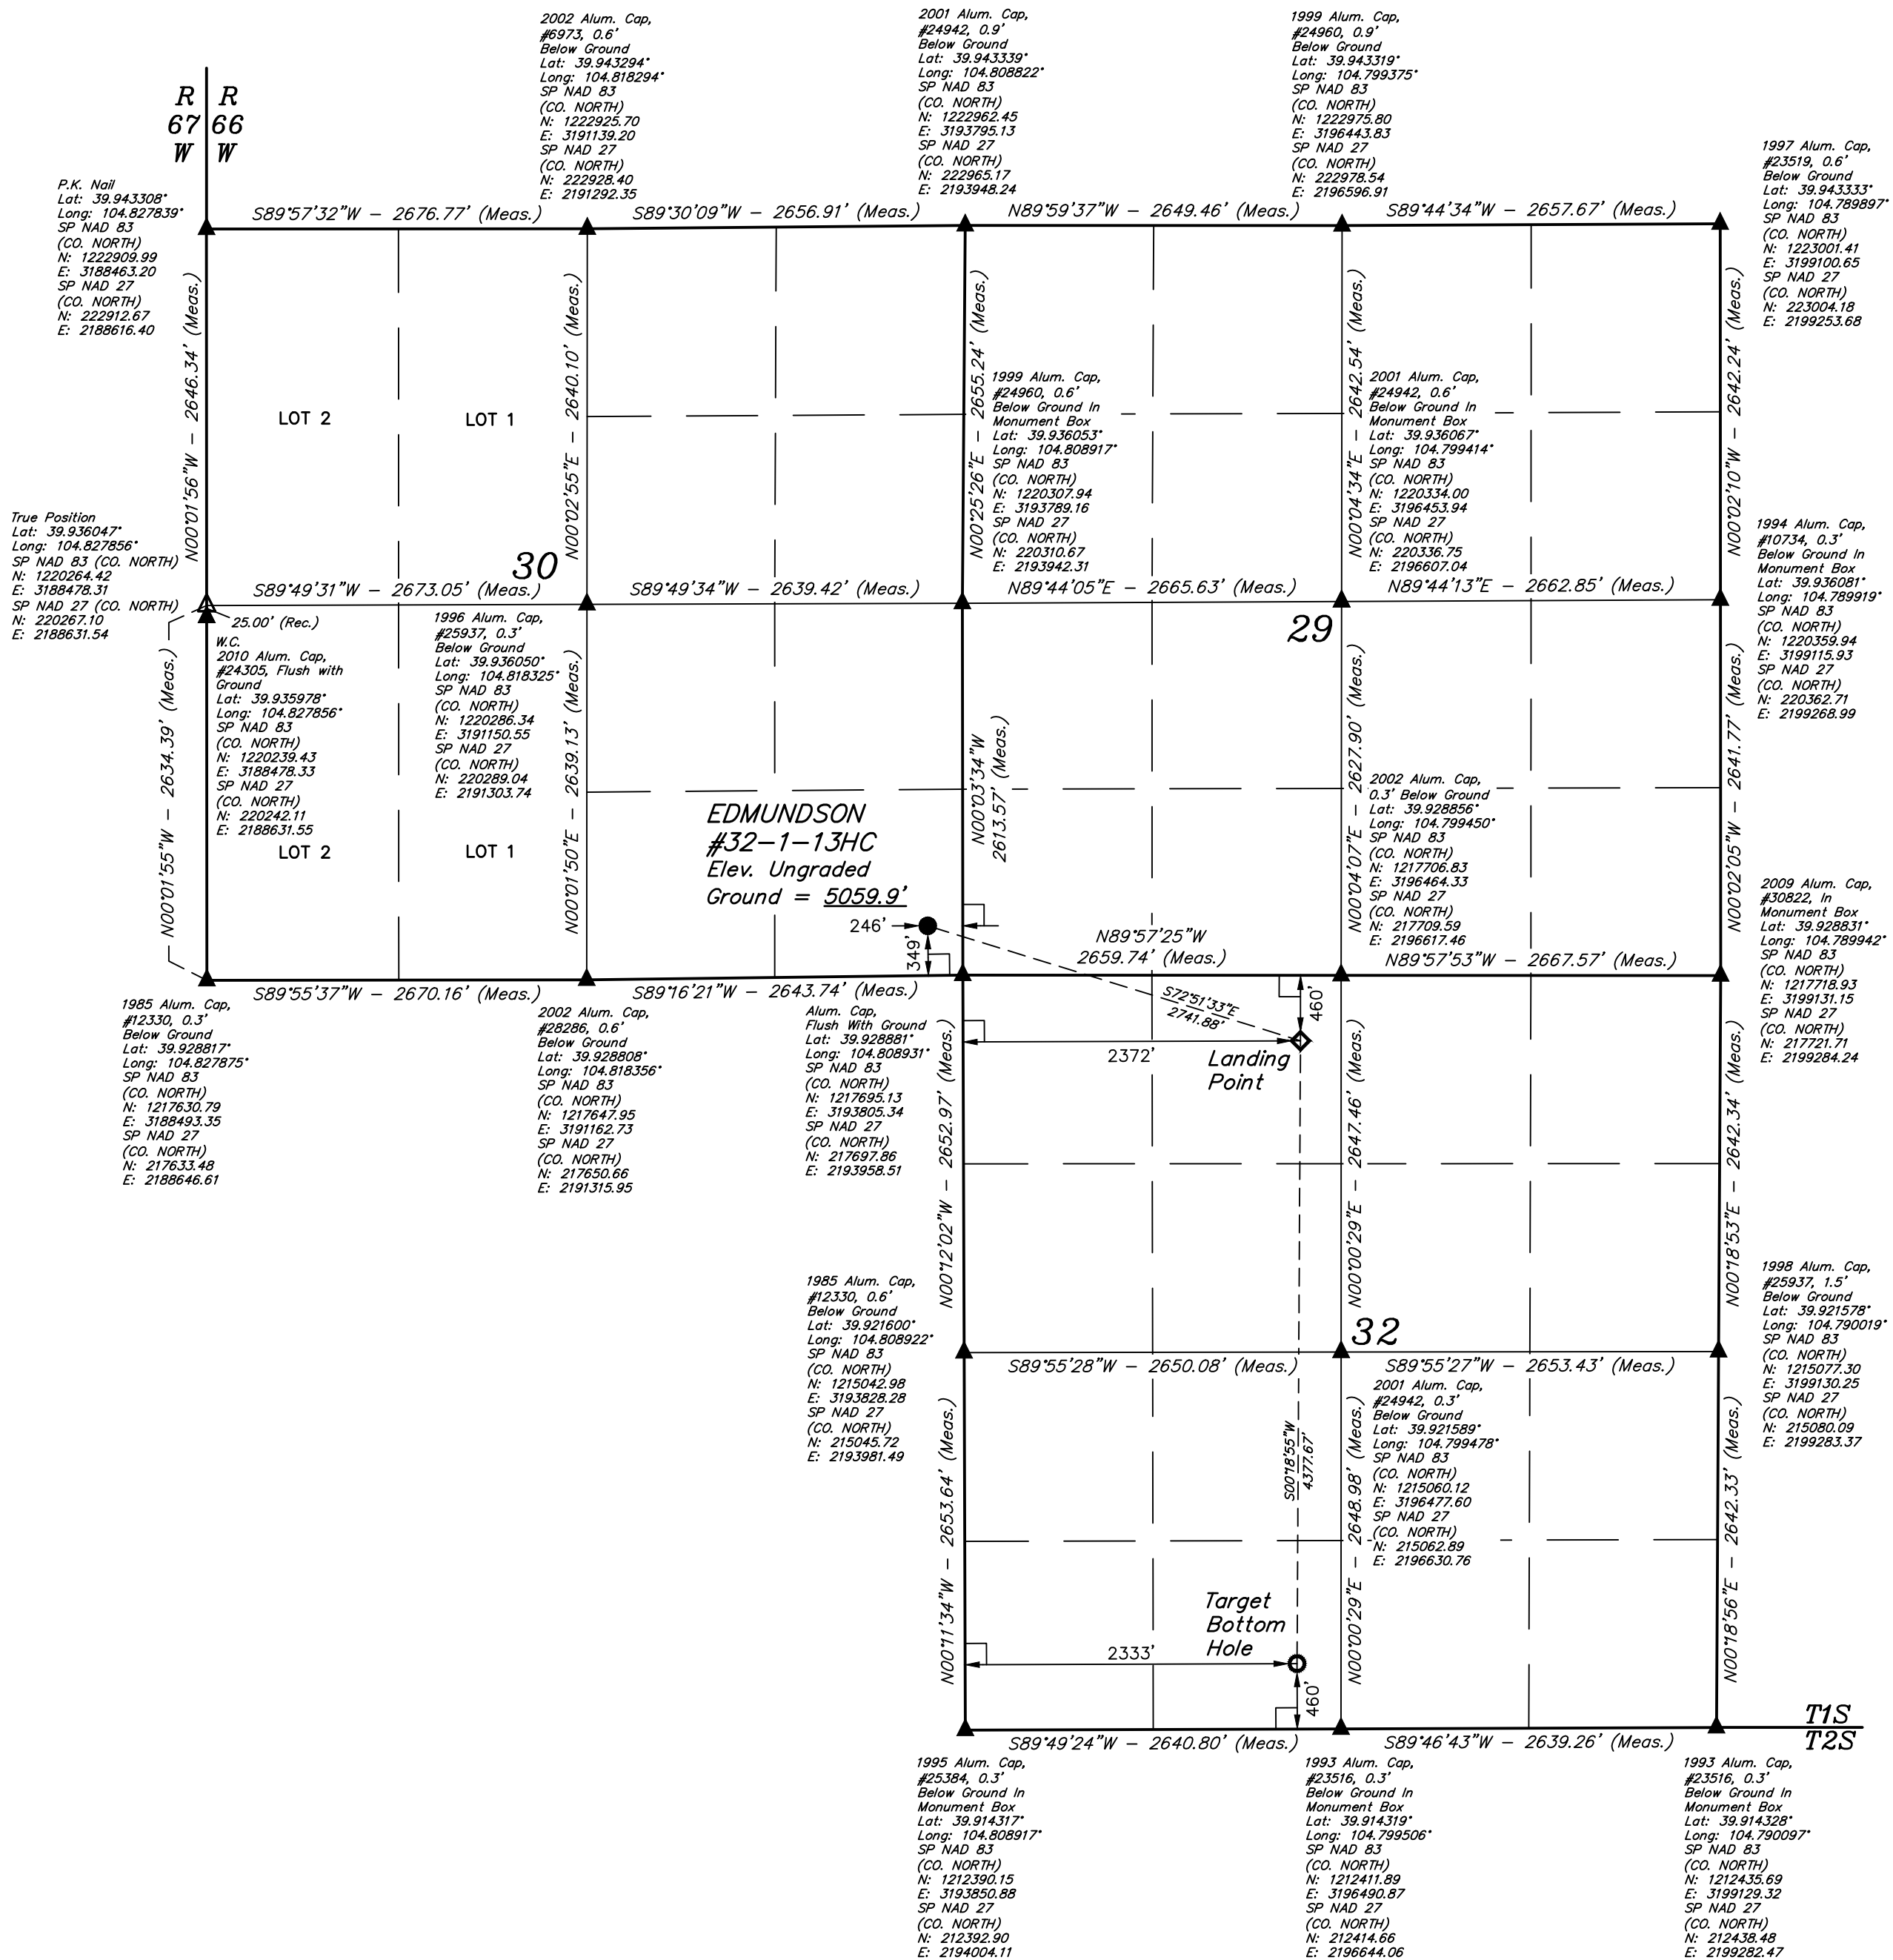 2002 Alum. Cap,
#6973, 0.6'
Below Ground
Lat: 39.943294°
Long: 104.818294°
SP NAD 83
(CO. NORTH)
N: 1222925.70
E: 3191139.20
SP NAD 27
(CO. NORTH)
N: 222928.40
E: 2191292.35
2001 Alum. Cap,
#24942, 0.9'
Below Ground
Lat: 39.943339°
Long: 104.808822°
SP NAD 83
(CO. NORTH)
N: 1222962.45
E: 3193795.13
SP NAD 27
(CO. NORTH)
N: 222965.17
E: 2193948.24
1999 Alum. Cap,
#24960, 0.9'
Below Ground
Lat: 39.943319°
Long: 104.799375°
SP NAD 83
(CO. NORTH)
N: 1222975.80
E: 3196443.83
SP NAD 27
(CO. NORTH)
N: 222978.54
E: 2196596.91
R R
67 66
W W
1997 Alum. Cap,
#23519, 0.6'
Below Ground
Lat: 39.943333°
Long: 104.789897°
SP NAD 83
(CO. NORTH)
N: 1223001.41
E: 3199100.65
SP NAD 27
(CO. NORTH)
N: 223004.18
E: 2199253.68
P.K. Nail
Lat: 39.943308°
Long: 104.827839°
SP NAD 83
(CO. NORTH)
N: 1222909.99
E: 3188463.20
SP NAD 27
(CO. NORTH)
N: 222912.67
E: 2188616.40
S89°57'32"W - 2676.77' (Meas.)
S89°30'09"W - 2656.91' (Meas.)
N89°59'37"W - 2649.46' (Meas.)
S89°44'34"W - 2657.67' (Meas.)
N00°01'56"W - 2646.34' (Meas.)
N00°02'55"E - 2640.10' (Meas.)
N00°25'26"E - 2655.24' (Meas.)
N00°04'34"E - 2642.54' (Meas.)
N00°02'10"W - 2642.24' (Meas.)
LOT 2
LOT 1
1999 Alum. Cap,
#24960, 0.6'
Below Ground In
Monument Box
Lat: 39.936053°
Long: 104.808917°
SP NAD 83
(CO. NORTH)
N: 1220307.94
E: 3193789.16
SP NAD 27
(CO. NORTH)
N: 220310.67
E: 2193942.31
2001 Alum. Cap,
#24942, 0.6'
Below Ground In
Monument Box
Lat: 39.936067°
Long: 104.799414°
SP NAD 83
(CO. NORTH)
N: 1220334.00
E: 3196453.94
SP NAD 27
(CO. NORTH)
N: 220336.75
E: 2196607.04
True Position
Lat: 39.936047°
Long: 104.827856°
SP NAD 83 (CO. NORTH)
N: 1220264.42
E: 3188478.31
SP NAD 27 (CO. NORTH)
N: 220267.10
E: 2188631.54
1994 Alum. Cap,
#10734, 0.3'
Below Ground In
Monument Box
Lat: 39.936081°
Long: 104.789919°
SP NAD 83
(CO. NORTH)
N: 1220359.94
E: 3199115.93
SP NAD 27
(CO. NORTH)
N: 220362.71
E: 2199268.99
30
S89°49'31"W - 2673.05' (Meas.)
S89°49'34"W - 2639.42' (Meas.)
N89°44'05"E - 2665.63' (Meas.)
N89°44'13"E - 2662.85' (Meas.)
29
25.00' (Rec.)
W.C.
2010 Alum. Cap,
#24305, Flush with
Ground
Lat: 39.935978°
Long: 104.827856°
SP NAD 83
(CO. NORTH)
N: 1220239.43
E: 3188478.33
SP NAD 27
(CO. NORTH)
N: 220242.11
E: 2188631.55
1996 Alum. Cap,
#25937, 0.3'
Below Ground
Lat: 39.936050°
Long: 104.818325°
SP NAD 83
(CO. NORTH)
N: 1220286.34
E: 3191150.55
SP NAD 27
(CO. NORTH)
N: 220289.04
E: 2191303.74
N00°01'55"W - 2634.39' (Meas.)
N00°01'50"E - 2639.13' (Meas.)
N00°03'34"W
2613.57' (Meas.)
N00°04'07"E - 2627.90' (Meas.)
N00°02'05"W - 2641.77' (Meas.)
2002 Alum. Cap,
0.3' Below Ground
Lat: 39.928856°
Long: 104.799450°
SP NAD 83
(CO. NORTH)
N: 1217706.83
E: 3196464.33
SP NAD 27
(CO. NORTH)
N: 217709.59
E: 2196617.46
LOT 2
LOT 1
EDMUNDSON
#32-1-13HC
Elev. Ungraded
Ground = 5059.9'
246'
349'
2009 Alum. Cap,
#30822, In
Monument Box
Lat: 39.928831°
Long: 104.789942°
SP NAD 83
(CO. NORTH)
N: 1217718.93
E: 3199131.15
SP NAD 27
(CO. NORTH)
N: 217721.71
E: 2199284.24
N89°57'25"W
2659.74' (Meas.)
N89°57'53"W - 2667.57' (Meas.)
S89°55'37"W - 2670.16' (Meas.)
S89°16'21"W - 2643.74' (Meas.)
S72°51'33"E
2741.88'
460'
2372'
Landing
Point
1985 Alum. Cap,
#12330, 0.3'
Below Ground
Lat: 39.928817°
Long: 104.827875°
SP NAD 83
(CO. NORTH)
N: 1217630.79
E: 3188493.35
SP NAD 27
(CO. NORTH)
N: 217633.48
E: 2188646.61
2002 Alum. Cap,
#28286, 0.6'
Below Ground
Lat: 39.928808°
Long: 104.818356°
SP NAD 83
(CO. NORTH)
N: 1217647.95
E: 3191162.73
SP NAD 27
(CO. NORTH)
N: 217650.66
E: 2191315.95
Alum. Cap,
Flush With Ground
Lat: 39.928881°
Long: 104.808931°
SP NAD 83
(CO. NORTH)
N: 1217695.13
E: 3193805.34
SP NAD 27
(CO. NORTH)
N: 217697.86
E: 2193958.51
N00°12'02"W - 2652.97' (Meas.)
N00°00'29"E - 2647.46' (Meas.)
N00°18'53"E - 2642.34' (Meas.)
1985 Alum. Cap,
#12330, 0.6'
Below Ground
Lat: 39.921600°
Long: 104.808922°
SP NAD 83
(CO. NORTH)
N: 1215042.98
E: 3193828.28
SP NAD 27
(CO. NORTH)
N: 215045.72
E: 2193981.49
1998 Alum. Cap,
#25937, 1.5'
Below Ground
Lat: 39.921578°
Long: 104.790019°
SP NAD 83
(CO. NORTH)
N: 1215077.30
E: 3199130.25
SP NAD 27
(CO. NORTH)
N: 215080.09
E: 2199283.37
32
S89°55'28"W - 2650.08' (Meas.)
S89°55'27"W - 2653.43' (Meas.)
2001 Alum. Cap,
#24942, 0.3'
Below Ground
Lat: 39.921589°
Long: 104.799478°
SP NAD 83
(CO. NORTH)
N: 1215060.12
E: 3196477.60
SP NAD 27
(CO. NORTH)
N: 215062.89
E: 2196630.76
S00°18'55"W
4377.67'
N00°11'34"W - 2653.64' (Meas.)
N00°00'29"E - 2648.98' (Meas.)
N00°18'56"E - 2642.33' (Meas.)
Target
Bottom
Hole
2333'
460'
T1S
T2S
S89°49'24"W - 2640.80' (Meas.)
S89°46'43"W - 2639.26' (Meas.)
1995 Alum. Cap,
#25384, 0.3'
Below Ground In
Monument Box
Lat: 39.914317°
Long: 104.808917°
SP NAD 83
(CO. NORTH)
N: 1212390.15
E: 3193850.88
SP NAD 27
(CO. NORTH)
N: 212392.90
E: 2194004.11
1993 Alum. Cap,
#23516, 0.3'
Below Ground In
Monument Box
Lat: 39.914319°
Long: 104.799506°
SP NAD 83
(CO. NORTH)
N: 1212411.89
E: 3196490.87
SP NAD 27
(CO. NORTH)
N: 212414.66
E: 2196644.06
1993 Alum. Cap,
#23516, 0.3'
Below Ground In
Monument Box
Lat: 39.914328°
Long: 104.790097°
SP NAD 83
(CO. NORTH)
N: 1212435.69
E: 3199129.32
SP NAD 27
(CO. NORTH)
N: 212438.48
E: 2199282.47